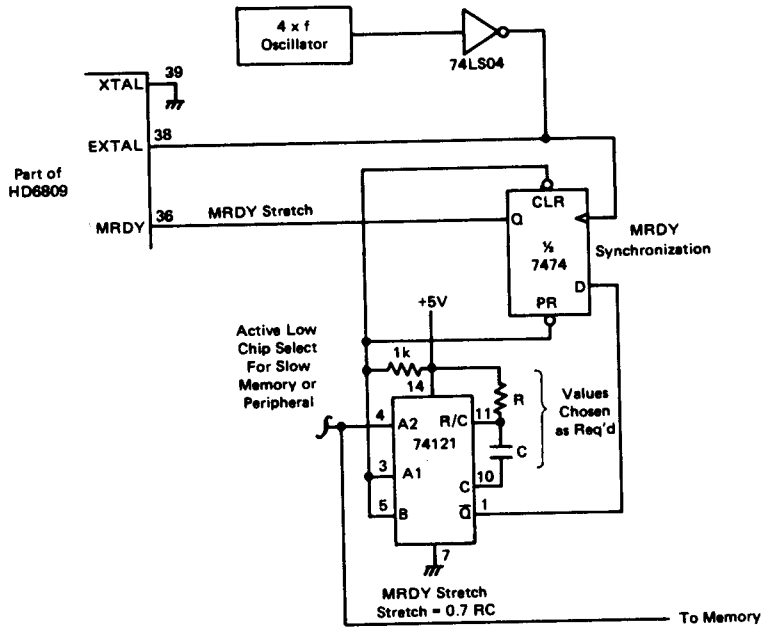 4 x f
Oscillator
74LS04
39
XTAL
38
EXTAL
Part of
HD6809
36
MRDY
MRDY Stretch
CLR
Q
½
7474
D
PR
MRDY
Synchronization
+5V
Active Low
Chip Select
For Slow
Memory or
Peripheral
1k
14
R
Values
Chosen
as Req'd
4
A2
R/C
11
74121
C
3
A1
10
C
5
B
Q̅
1
7
MRDY Stretch
Stretch = 0.7 RC
To Memory